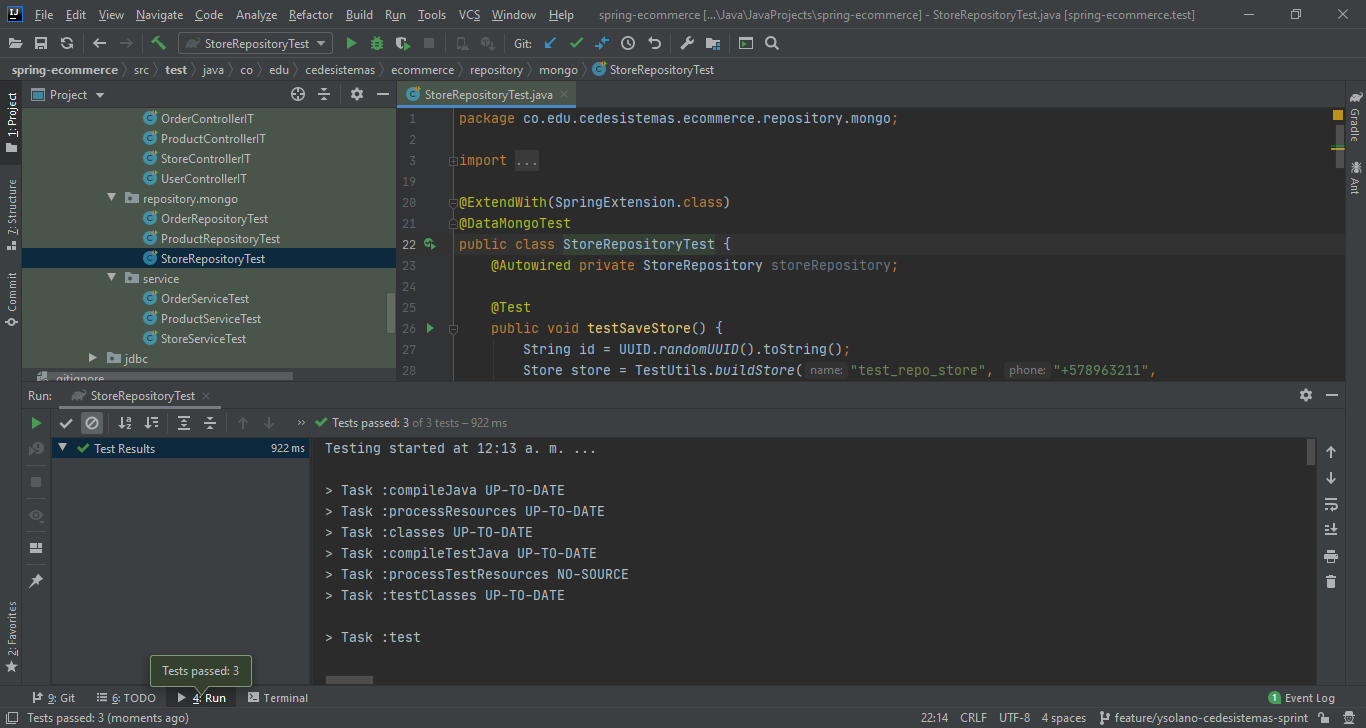 File Edit View Navigate Code Analyze Refactor Build Run Tools VCS Window Help spring-ecommerce [...\Java\JavaProjects\spring-ecommerce] - StoreRepositoryTest.java [spring-ecommerce.test]
StoreRepositoryTest Git:
spring-ecommerce src test java co edu cedesistemas ecommerce repository mongo StoreRepositoryTest
1: Project
Z: Structure
Commit
2: Favorites
Project
OrderControllerIT
ProductControllerIT
StoreControllerIT
UserControllerIT
repository.mongo
OrderRepositoryTest
ProductRepositoryTest
StoreRepositoryTest
service
OrderServiceTest
ProductServiceTest
StoreServiceTest
jdbc
.gitignore
StoreRepositoryTest.java
1 package co.edu.cedesistemas.ecommerce.repository.mongo;
2
3 import ...
19
20 @ExtendWith(SpringExtension.class)
21 @DataMongoTest
22 public class StoreRepositoryTest {
23 @Autowired private StoreRepository storeRepository;
24
25 @Test
26 public void testSaveStore() {
27 String id = UUID.randomUUID().toString();
28 Store store = TestUtils.buildStore( name: "test_repo_store", phone: "+578963211",
Gradle
Ant
Run: StoreRepositoryTest
Tests passed: 3 of 3 tests – 922 ms
Test Results 922 ms
Testing started at 12:13 a. m. ...
> Task :compileJava UP-TO-DATE
> Task :processResources UP-TO-DATE
> Task :classes UP-TO-DATE
> Task :compileTestJava UP-TO-DATE
> Task :processTestResources NO-SOURCE
> Task :testClasses UP-TO-DATE
> Task :test
Tests passed: 3
9: Git 6: TODO 4: Run Terminal 1 Event Log
Tests passed: 3 (moments ago) 22:14 CRLF UTF-8 4 spaces feature/ysolano-cedesistemas-sprint